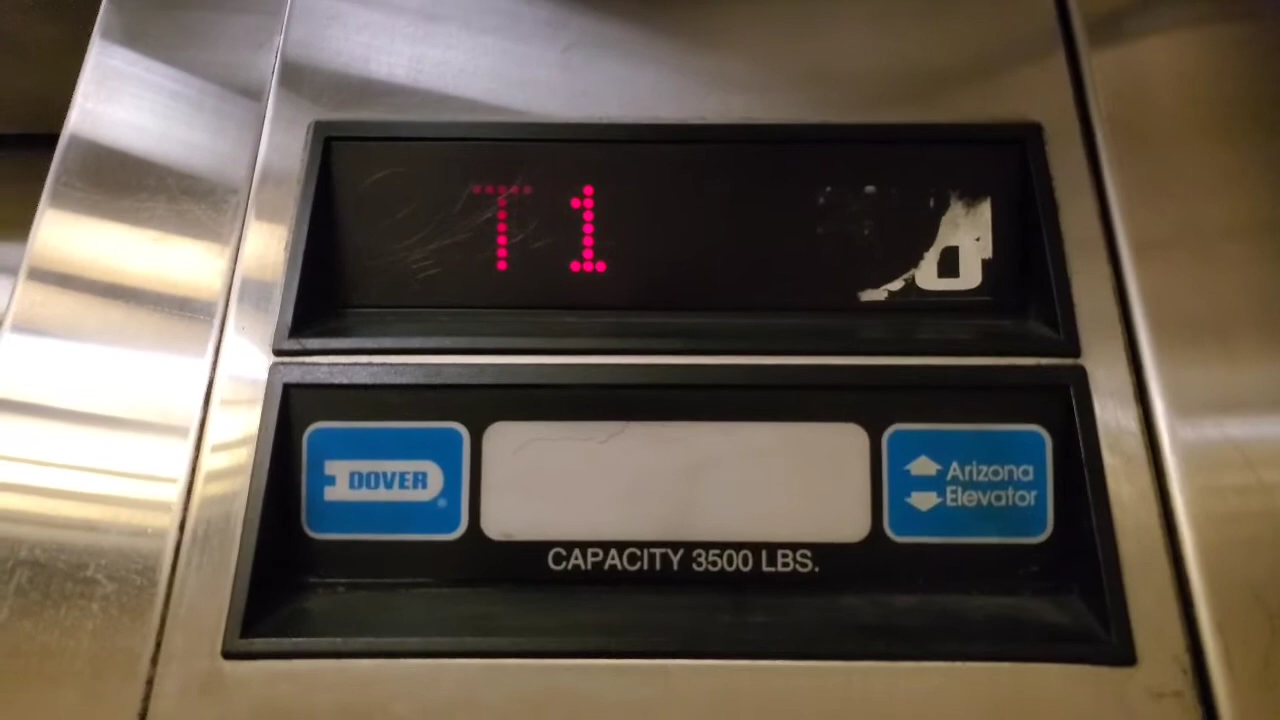 T1
DOVER®
Arizona
Elevator
CAPACITY 3500 LBS.